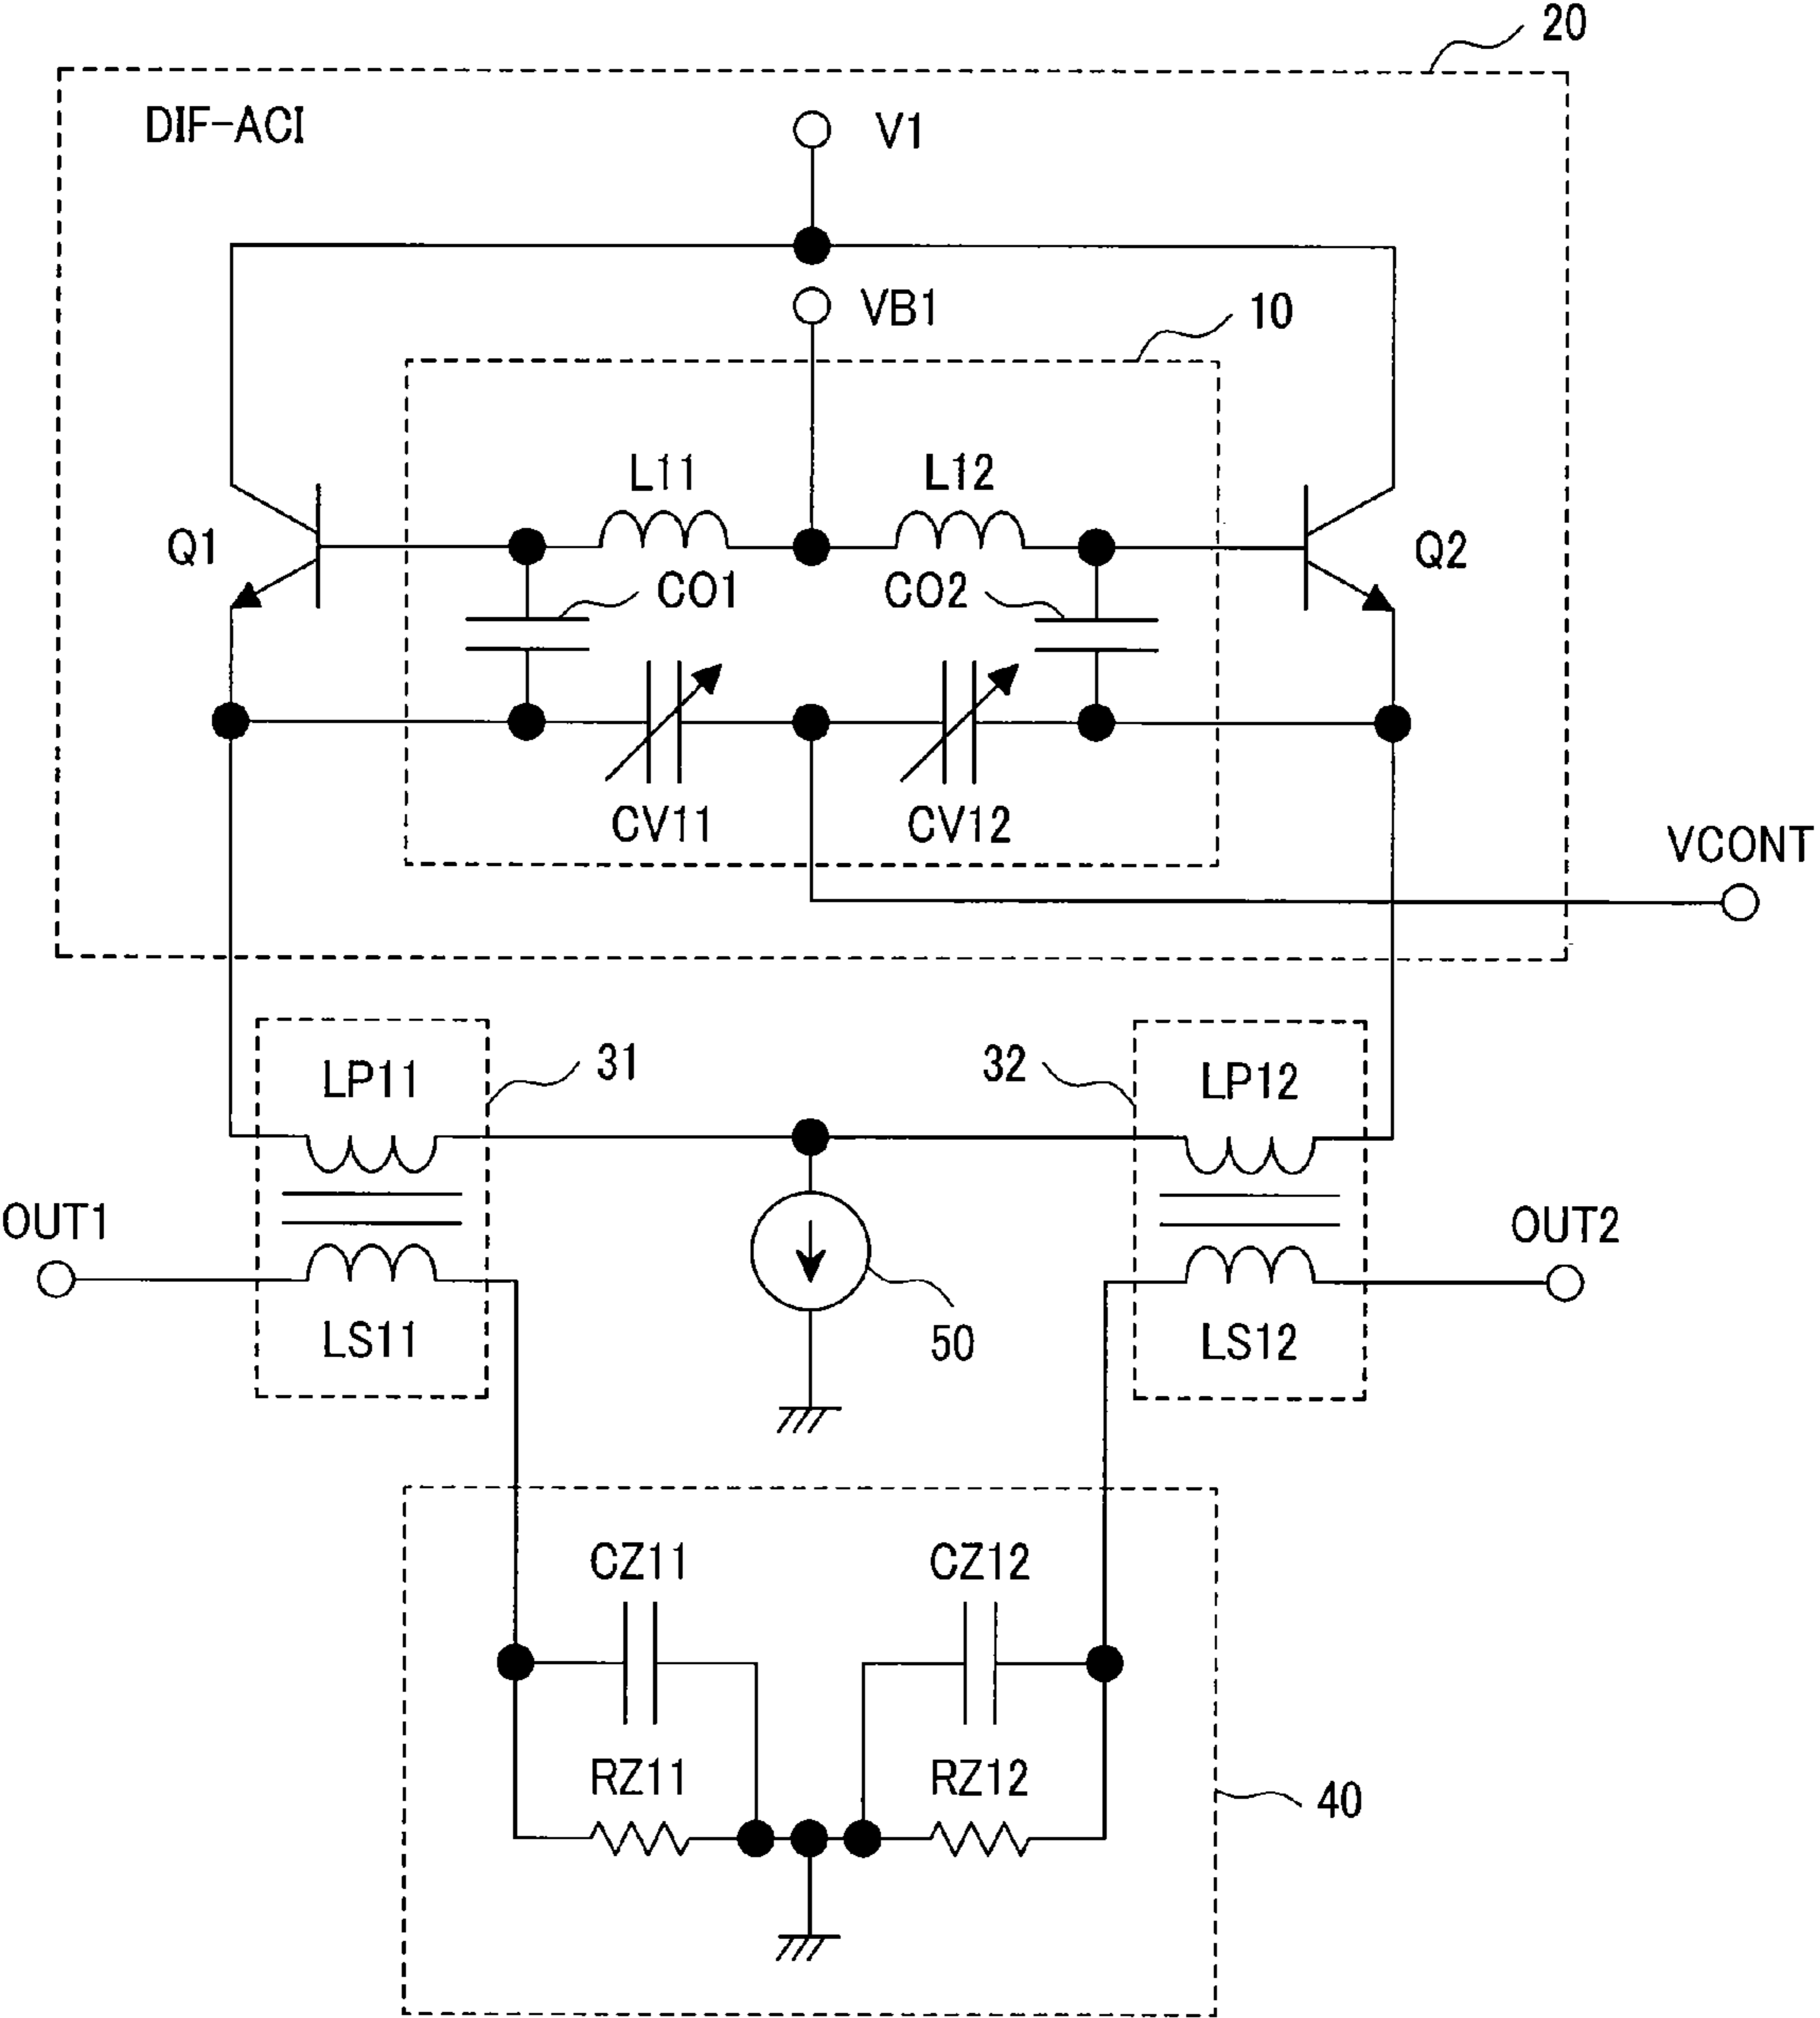 20
DIF-ACI
V1
VB1
10
L11
L12
Q1
Q2
CO1
CO2
CV11
CV12
VCONT
LP11
31
32
LP12
OUT1
OUT2
LS11
50
LS12
CZ11
CZ12
RZ11
RZ12
40